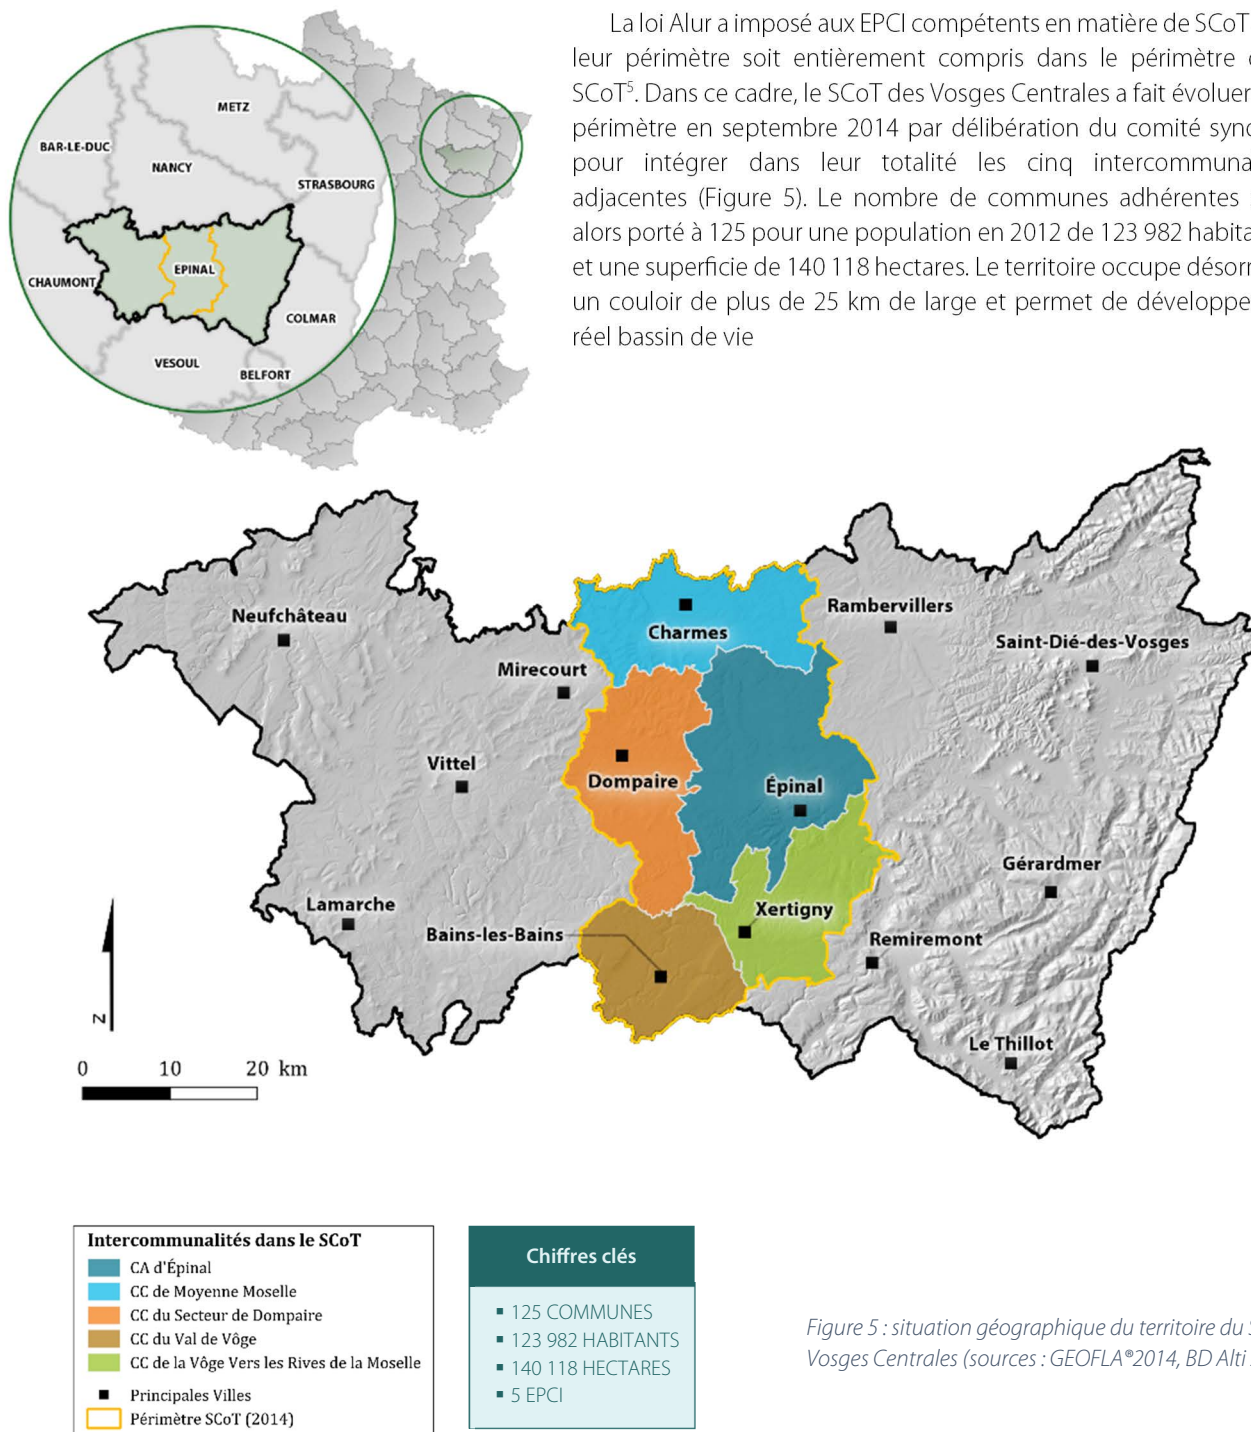 La loi Alur a imposé aux EPCI compétents en matière de SCoT
leur périmètre soit entièrement compris dans le périmètre
SCoT⁵. Dans ce cadre, le SCoT des Vosges Centrales a fait évoluer
périmètre en septembre 2014 par délibération du comité
pour intégrer dans leur totalité les cinq
adjacentes (Figure 5). Le nombre de communes adhérentes
alors porté à 125 pour une population en 2012 de 123 982
et une superficie de 140 118 hectares. Le territoire occupe
un couloir de plus de 25 km de large et permet de
réel bassin de vie
METZ
BAR-LE-DUC
NANCY
STRASBOURG
EPINAL
CHAUMONT
COLMAR
VESOUL
BELFORT
Neufchâteau
Charmes
Rambervillers
Saint-Dié-des-Vosges
Mirecourt
Vittel
Dompaire
Épinal
Gérardmer
Lamarche
Xertigny
Bains-les-Bains
Remiremont
Le Thillot
N
0 10 20 km
Intercommunalités dans le SCoT
CA d'Épinal
CC de Moyenne Moselle
CC du Secteur de Dompaire
CC du Val de Vôge
CC de la Vôge Vers les Rives de la Moselle
Principales Villes
Périmètre SCoT (2014)
Chiffres clés
▪ 125 COMMUNES
▪ 123 982 HABITANTS
▪ 140 118 HECTARES
▪ 5 EPCI
Figure 5 : situation géographique du territoire du
Vosges Centrales (sources : GEOFLA®2014, BD Alti